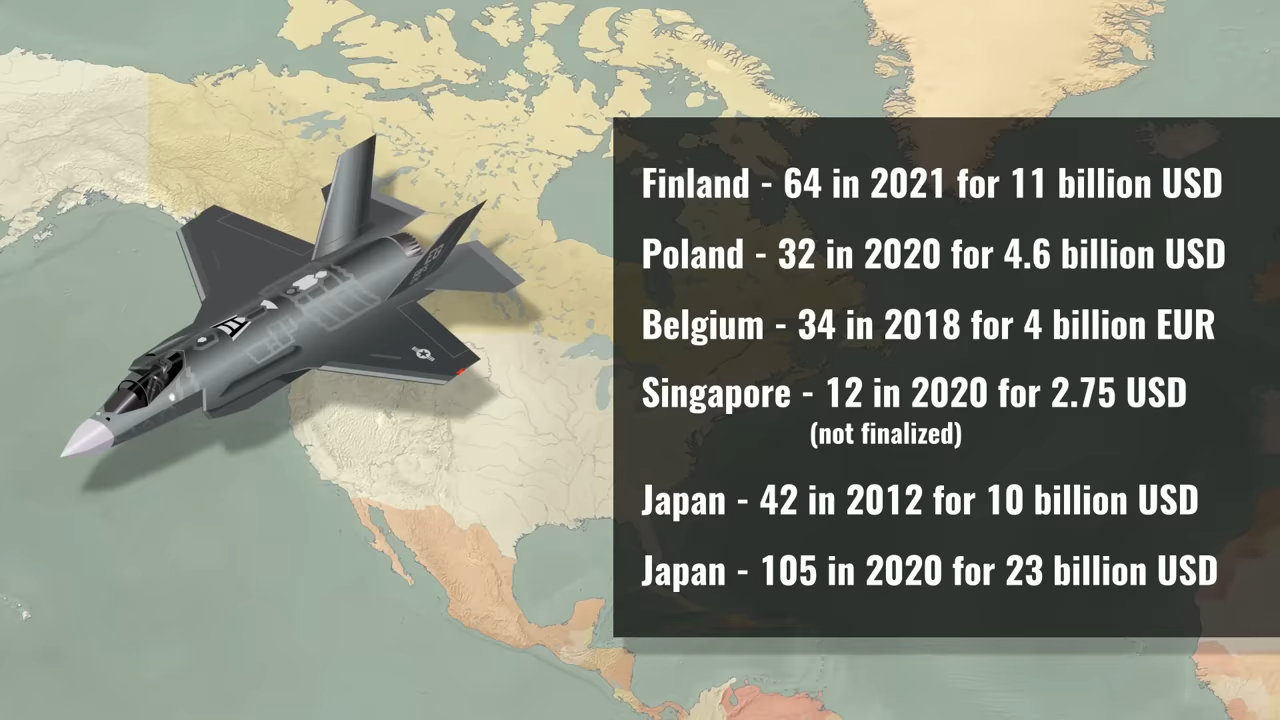 Finland - 64 in 2021 for 11 billion USD
Poland - 32 in 2020 for 4.6 billion USD
Belgium - 34 in 2018 for 4 billion EUR
Singapore - 12 in 2020 for 2.75 USD
(not finalized)
Japan - 42 in 2012 for 10 billion USD
Japan - 105 in 2020 for 23 billion USD